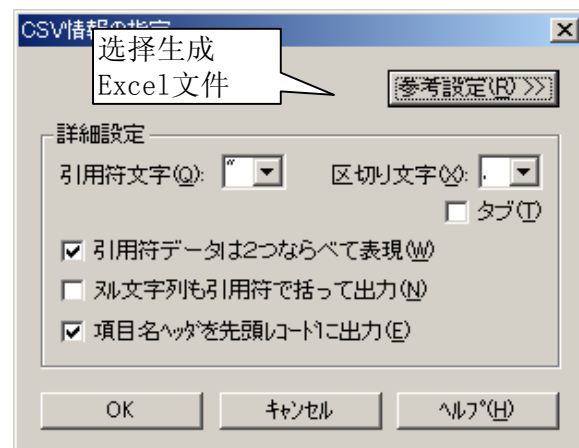 CSV情報の指定
选择生成
Excel文件
参考設定(R) >>
詳細設定
引用符文字(Q): "
区切り文字(X): ,
タブ(T)
引用符データは2つならべて表現(W)
ヌル文字列も引用符で括って出力(N)
項目名ヘッダを先頭レコードに出力(E)
OK
キャンセル
ヘルプ(H)